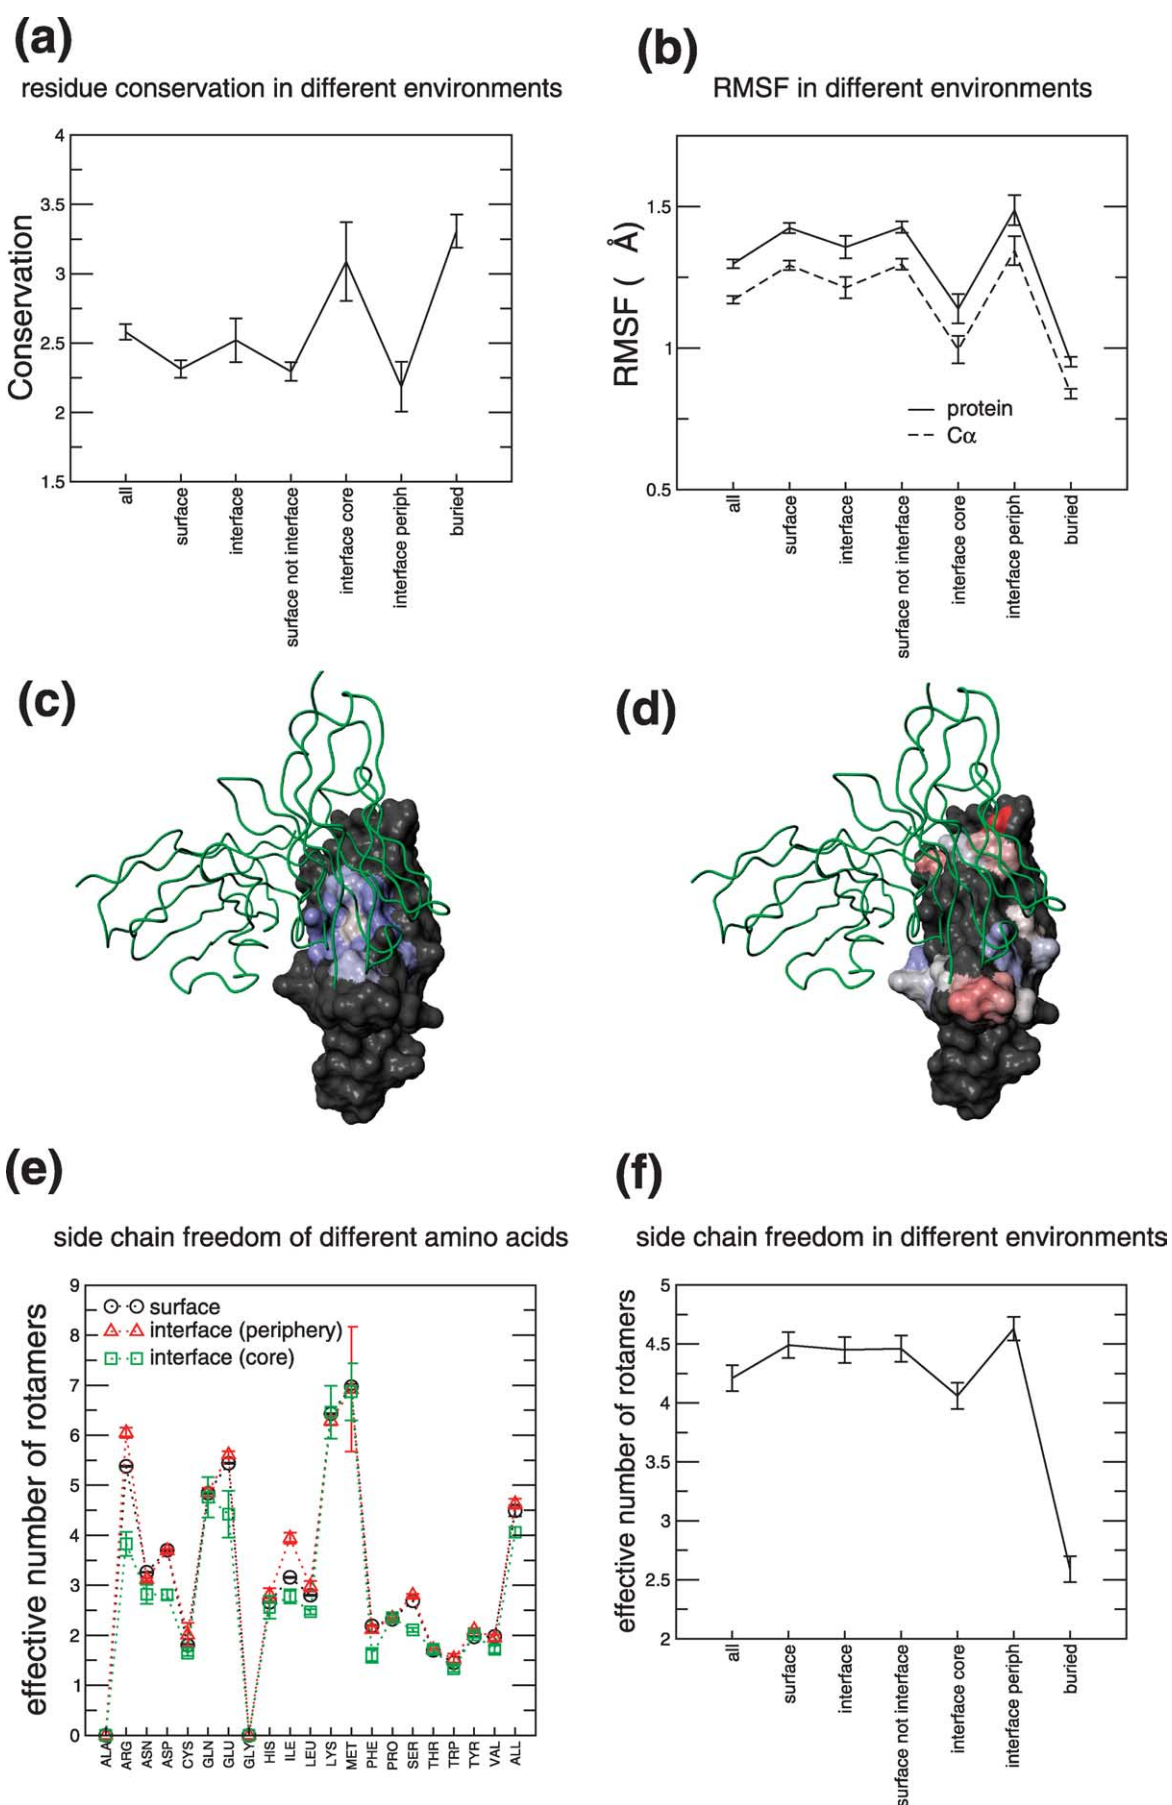 (a)
residue conservation in different environments
Conservation
4
3.5
3
2.5
2
1.5
all
surface
interface
surface not interface
interface core
interface periph
buried
(b)
RMSF in different environments
RMSF ( Å)
1.5
1
0.5
protein
Cα
all
surface
interface
surface not interfacd
interface core
interface periph
buried
(c)
(d)
(e)
side chain freedom of different amino acids
effective number of rotamers
9
8
7
6
5
4
3
2
1
0
surface
interface (periphery)
interface (core)
ALA
ARG
ASN
ASP
CYS
GLN
GLU
GLY
HIS
ILE
LEU
LYS
MET
PHE
PRO
SER
THR
TRP
TYR
VAL
ALL
(f)
side chain freedom in different environments
effective number of rotamers
5
4.5
4
3.5
3
2.5
2
all
surface
interface
surface not interface
interface core
interface periph
buried